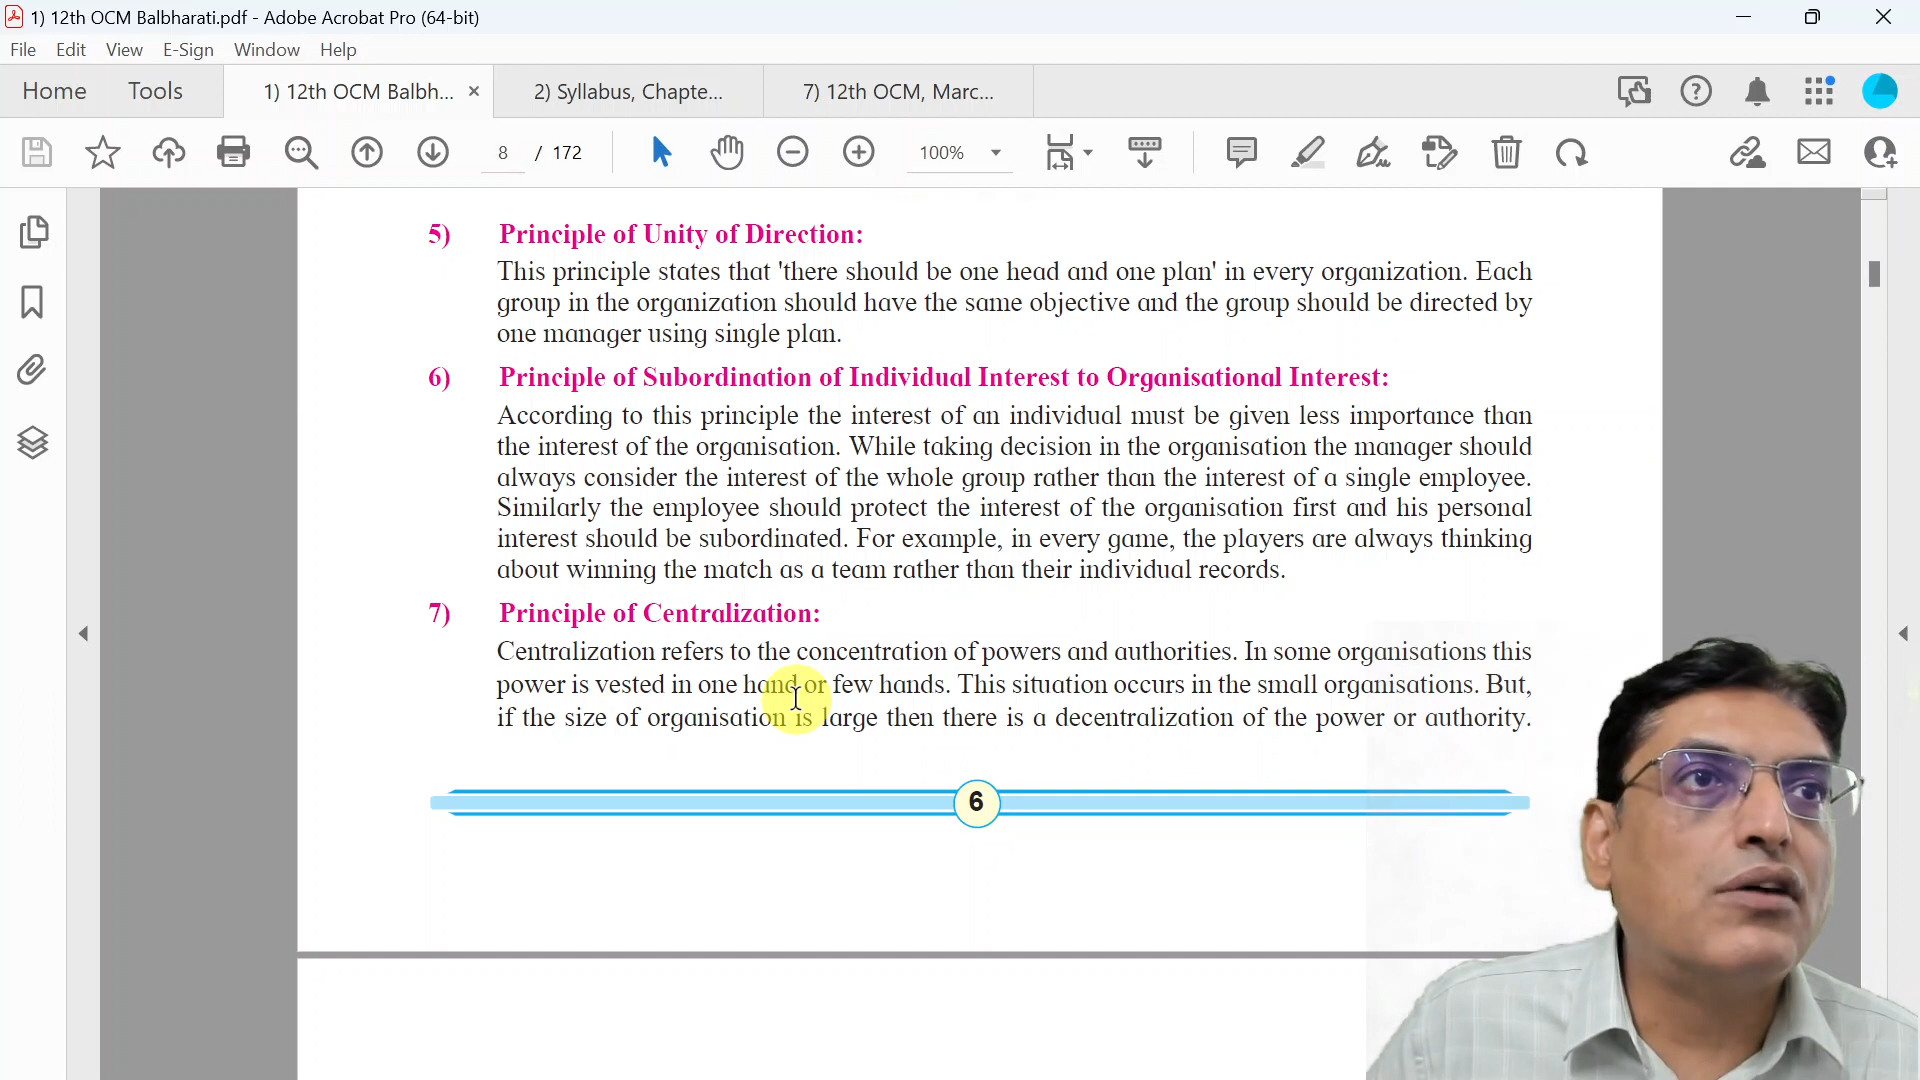 1) 12th OCM Balbharati.pdf - Adobe Acrobat Pro (64-bit)
File Edit View E-Sign Window Help
Home Tools 1) 12th OCM Balbh... × 2) Syllabus, Chapte... 7) 12th OCM, Marc...
8 / 172 100%
5) Principle of Unity of Direction:
This principle states that 'there should be one head and one plan' in every organization. Each
group in the organization should have the same objective and the group should be directed by
one manager using single plan.
6) Principle of Subordination of Individual Interest to Organisational Interest:
According to this principle the interest of an individual must be given less importance than
the interest of the organisation. While taking decision in the organisation the manager should
always consider the interest of the whole group rather than the interest of a single employee.
Similarly the employee should protect the interest of the organisation first and his personal
interest should be subordinated. For example, in every game, the players are always thinking
about winning the match as a team rather than their individual records.
7) Principle of Centralization:
Centralization refers to the concentration of powers and authorities. In some organisations this
power is vested in one hand or few hands. This situation occurs in the small organisations. But,
if the size of organisation is large then there is a decentralization of the power or authority.
6